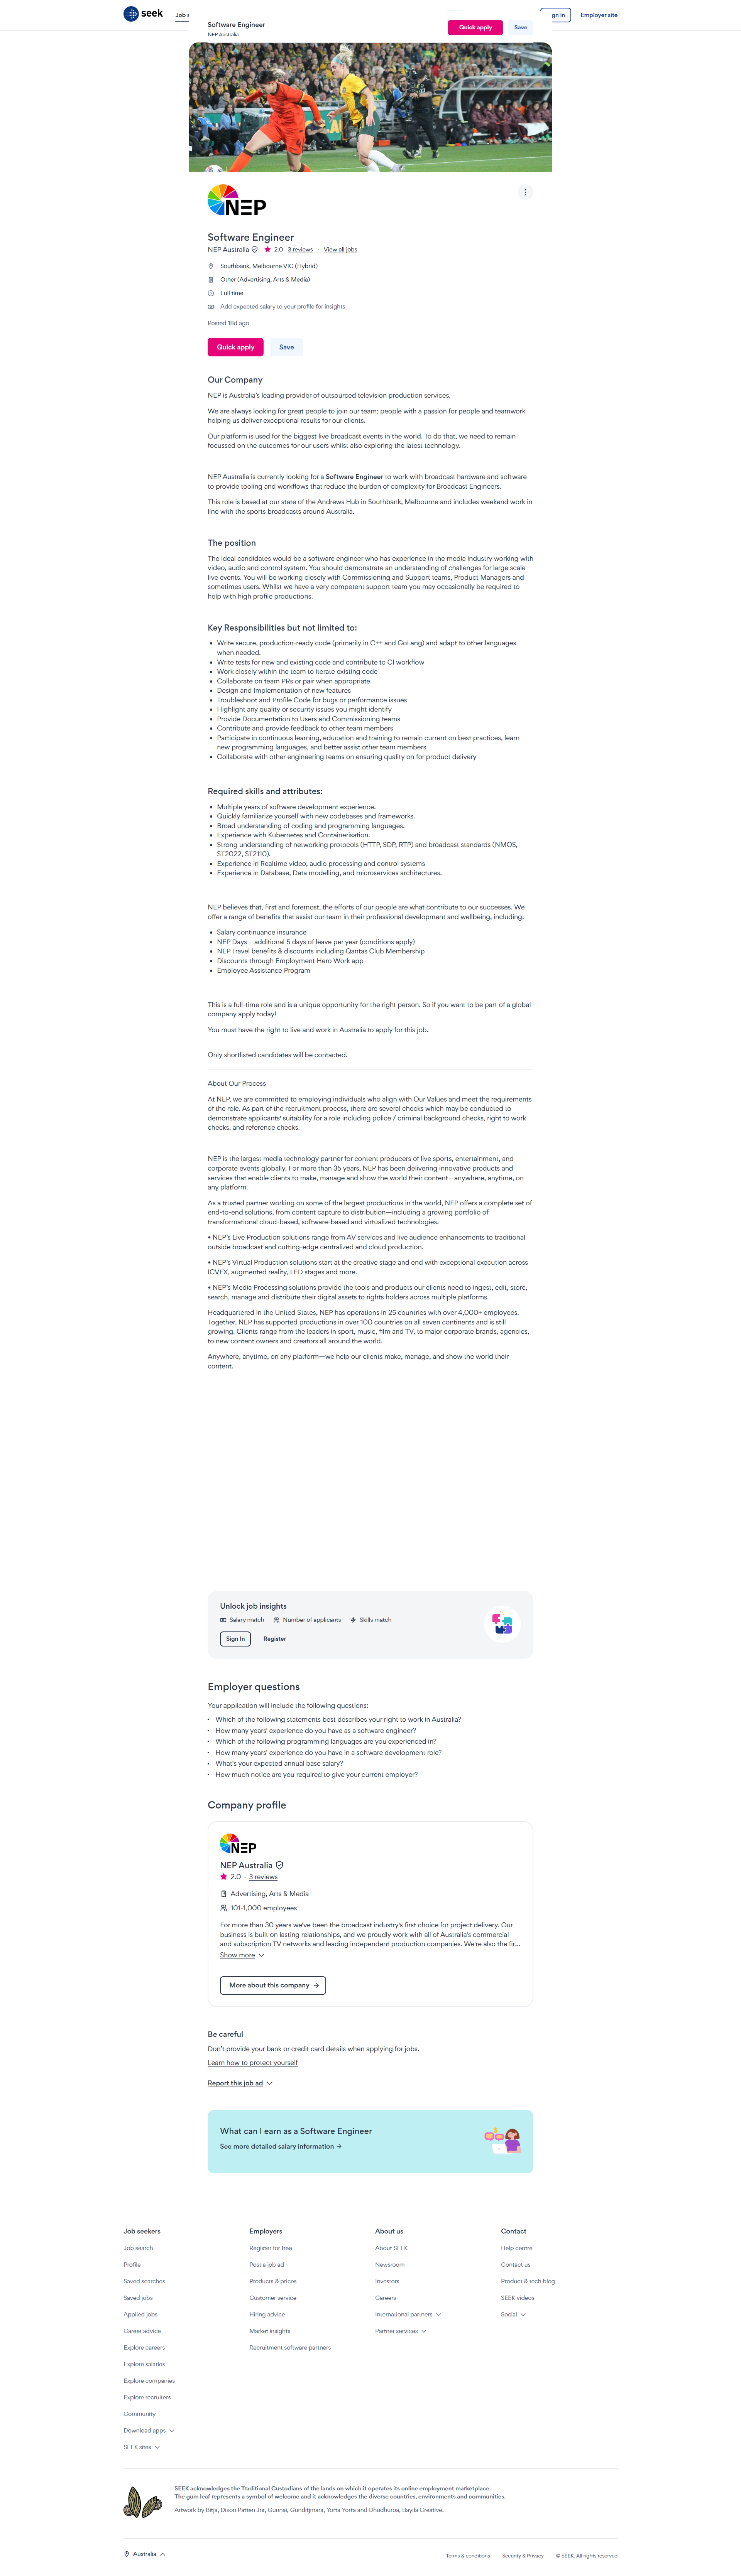 seek
Job s
Software Engineer
NEP Australia
Quick apply
Save
gn in
Employer site
NEP
Software Engineer
NEP Australia 2.0 3 reviews · View all jobs
Southbank, Melbourne VIC (Hybrid)
Other (Advertising, Arts & Media)
Full time
Add expected salary to your profile for insights
Posted 18d ago
Quick apply
Save
Our Company
NEP is Australia's leading provider of outsourced television production services.
We are always looking for great people to join our team; people with a passion for people and teamwork
helping us deliver exceptional results for our clients.
Our platform is used for the biggest live broadcast events in the world. To do that, we need to remain
focussed on the outcomes for our users whilst also exploring the latest technology.
NEP Australia is currently looking for a Software Engineer to work with broadcast hardware and software
to provide tooling and workflows that reduce the burden of complexity for Broadcast Engineers.
This role is based at our state of the Andrews Hub in Southbank, Melbourne and includes weekend work in
line with the sports broadcasts around Australia.
The position
The ideal candidates would be a software engineer who has experience in the media industry working with
video, audio and control system. You should demonstrate an understanding of challenges for large scale
live events. You will be working closely with Commissioning and Support teams, Product Managers and
sometimes users. Whilst we have a very competent support team you may occasionally be required to
help with high profile productions.
Key Responsibilities but not limited to:
• Write secure, production-ready code (primarily in C++ and GoLang) and adapt to other languages
when needed.
• Write tests for new and existing code and contribute to CI workflow
• Work closely within the team to iterate existing code
• Collaborate on team PRs or pair when appropriate
• Design and Implementation of new features
• Troubleshoot and Profile Code for bugs or performance issues
• Highlight any quality or security issues you might identify
• Provide Documentation to Users and Commissioning teams
• Contribute and provide feedback to other team members
• Participate in continuous learning, education and training to remain current on best practices, learn
new programming languages, and better assist other team members
• Collaborate with other engineering teams on ensuring quality on for product delivery
Required skills and attributes:
• Multiple years of software development experience.
• Quickly familiarize yourself with new codebases and frameworks.
• Broad understanding of coding and programming languages.
• Experience with Kubernetes and Containerisation.
• Strong understanding of networking protocols (HTTP, SDP, RTP) and broadcast standards (NMOS,
ST2022, ST2110).
• Experience in Realtime video, audio processing and control systems
• Experience in Database, Data modelling, and microservices architectures.
NEP believes that, first and foremost, the efforts of our people are what contribute to our successes. We
offer a range of benefits that assist our team in their professional development and wellbeing, including:
• Salary continuance insurance
• NEP Days – additional 5 days of leave per year (conditions apply)
• NEP Travel benefits & discounts including Qantas Club Membership
• Discounts through Employment Hero Work app
• Employee Assistance Program
This is a full-time role and is a unique opportunity for the right person. So if you want to be part of a global
company apply today!
You must have the right to live and work in Australia to apply for this job.
Only shortlisted candidates will be contacted.
About Our Process
At NEP, we are committed to employing individuals who align with Our Values and meet the requirements
of the role. As part of the recruitment process, there are several checks which may be conducted to
demonstrate applicants' suitability for a role including police / criminal background checks, right to work
checks, and reference checks.
NEP is the largest media technology partner for content producers of live sports, entertainment, and
corporate events globally. For more than 35 years, NEP has been delivering innovative products and
services that enable clients to make, manage and show the world their content—anywhere, anytime, on
any platform.
As a trusted partner working on some of the largest productions in the world, NEP offers a complete set of
end-to-end solutions, from content capture to distribution—including a growing portfolio of
transformational cloud-based, software-based and virtualized technologies.
• NEP's Live Production solutions range from AV services and live audience enhancements to traditional
outside broadcast and cutting-edge centralized and cloud production.
• NEP's Virtual Production solutions start at the creative stage and end with exceptional execution across
ICVFX, augmented reality, LED stages and more.
• NEP's Media Processing solutions provide the tools and products our clients need to ingest, edit, store,
search, manage and distribute their digital assets to rights holders across multiple platforms.
Headquartered in the United States, NEP has operations in 25 countries with over 4,000+ employees.
Together, NEP has supported productions in over 100 countries on all seven continents and is still
growing. Clients range from the leaders in sport, music, film and TV, to major corporate brands, agencies,
to new content owners and creators all around the world.
Anywhere, anytime, on any platform—we help our clients make, manage, and show the world their
content.
Unlock job insights
Salary match Number of applicants Skills match
Sign In
Register
Employer questions
Your application will include the following questions:
• Which of the following statements best describes your right to work in Australia?
• How many years' experience do you have as a software engineer?
• Which of the following programming languages are you experienced in?
• How many years' experience do you have in a software development role?
• What's your expected annual base salary?
• How much notice are you required to give your current employer?
Company profile
NEP
NEP Australia
2.0 · 3 reviews
Advertising, Arts & Media
101-1,000 employees
For more than 30 years we've been the broadcast industry's first choice for project delivery. Our
business is built on lasting relationships, and we proudly work with all of Australia's commercial
and subscription TV networks and leading independent production companies. We're also the fir...
Show more
More about this company
Be careful
Don't provide your bank or credit card details when applying for jobs.
Learn how to protect yourself
Report this job ad
What can I earn as a Software Engineer
See more detailed salary information
Job seekers
Job search
Profile
Saved searches
Saved jobs
Applied jobs
Career advice
Explore careers
Explore salaries
Explore companies
Explore recruiters
Community
Download apps
SEEK sites
Employers
Register for free
Post a job ad
Products & prices
Customer service
Hiring advice
Market insights
Recruitment software partners
About us
About SEEK
Newsroom
Investors
Careers
International partners
Partner services
Contact
Help centre
Contact us
Product & tech blog
SEEK videos
Social
SEEK acknowledges the Traditional Custodians of the lands on which it operates its online employment marketplace.
The gum leaf represents a symbol of welcome and it acknowledges the diverse countries, environments and communities.
Artwork by Bitja, Dixon Patten Jnr, Gunnai, Gunditjmara, Yorta Yorta and Dhudhuroa, Bayila Creative.
Australia
Terms & conditions
Security & Privacy
© SEEK. All rights reserved